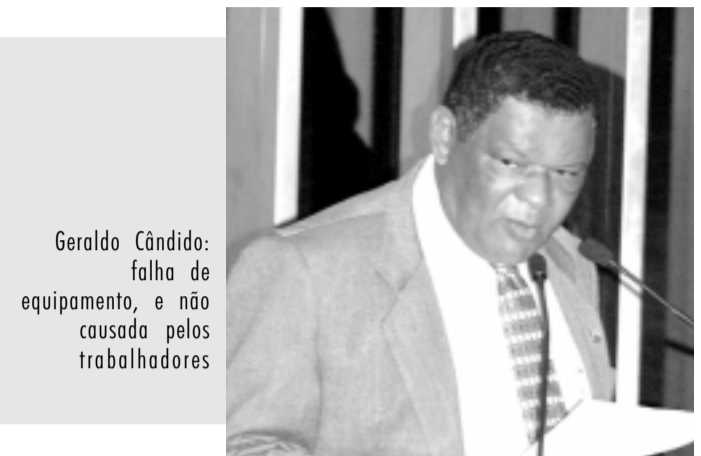 Geraldo Cândido:
falha de
equipamento, e não
causada pelos
trabalhadores